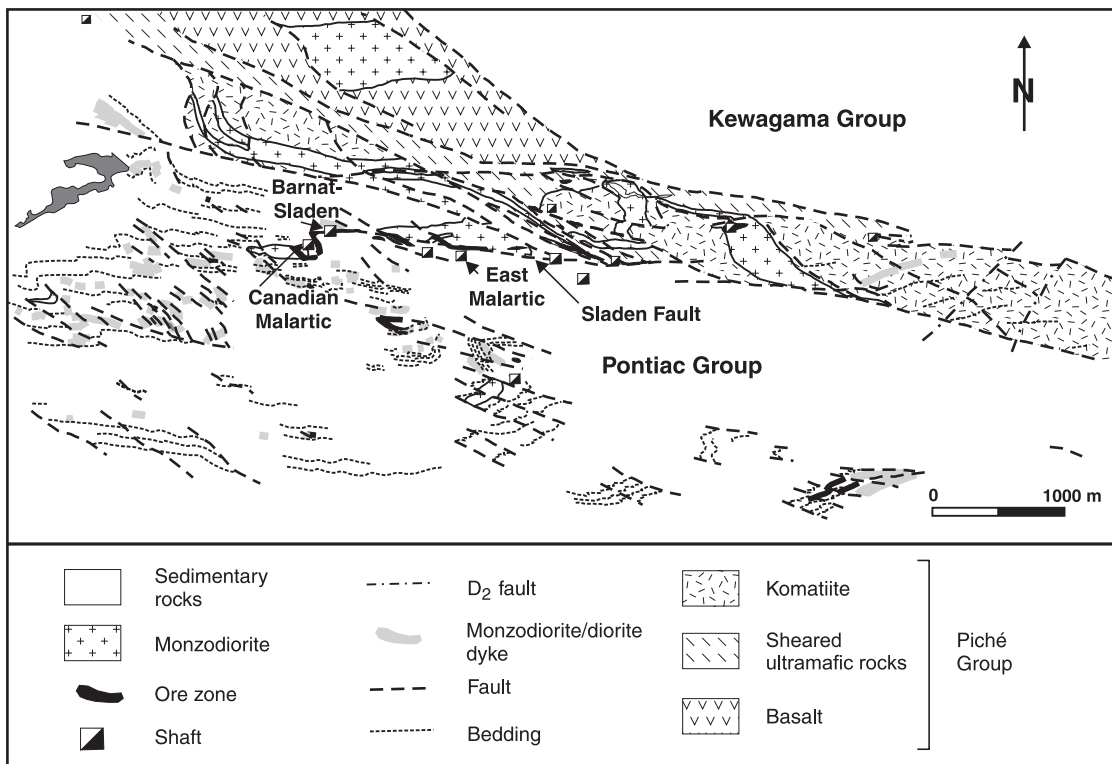 N
Kewagama Group
Barnat-
Sladen
Canadian
Malartic
East
Malartic
Sladen Fault
Pontiac Group
0 1000 m
Sedimentary
rocks
Monzodiorite
Ore zone
Shaft
D₂ fault
Monzodiorite/diorite
dyke
Fault
Bedding
Komatiite
Sheared
ultramafic rocks
Basalt
Piché
Group